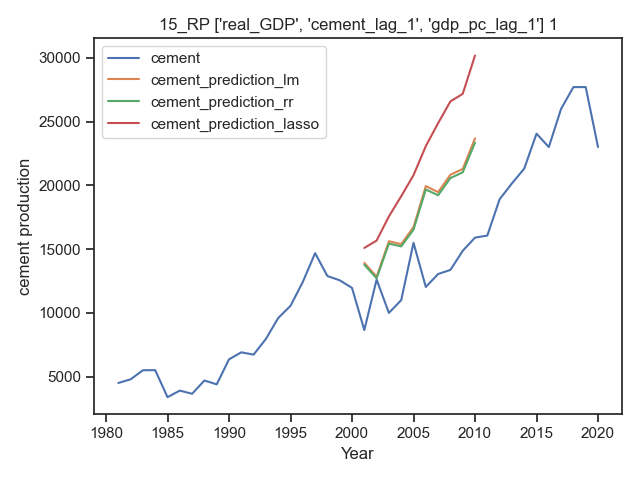 15_RP ['real_GDP', 'cement_lag_1', 'gdp_pc_lag_1'] 1
cement
cement_prediction_lm
cement_prediction_rr
cement_prediction_lasso
cement production
30000
25000
20000
15000
10000
5000
1980 1985 1990 1995 2000 2005 2010 2015 2020
Year